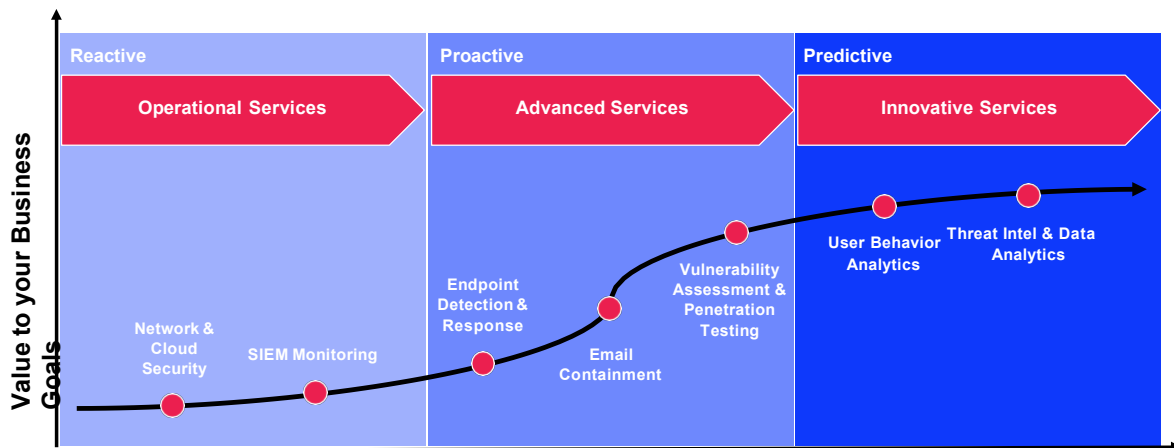 Reactive
Proactive
Predictive
Operational Services
Advanced Services
Innovative Services
Value to your Business
Goals
Network &
Cloud
Security
SIEM Monitoring
Endpoint
Detection &
Response
Email
Containment
Vulnerability
Assessment &
Penetration
Testing
User Behavior
Analytics
Threat Intel & Data
Analytics